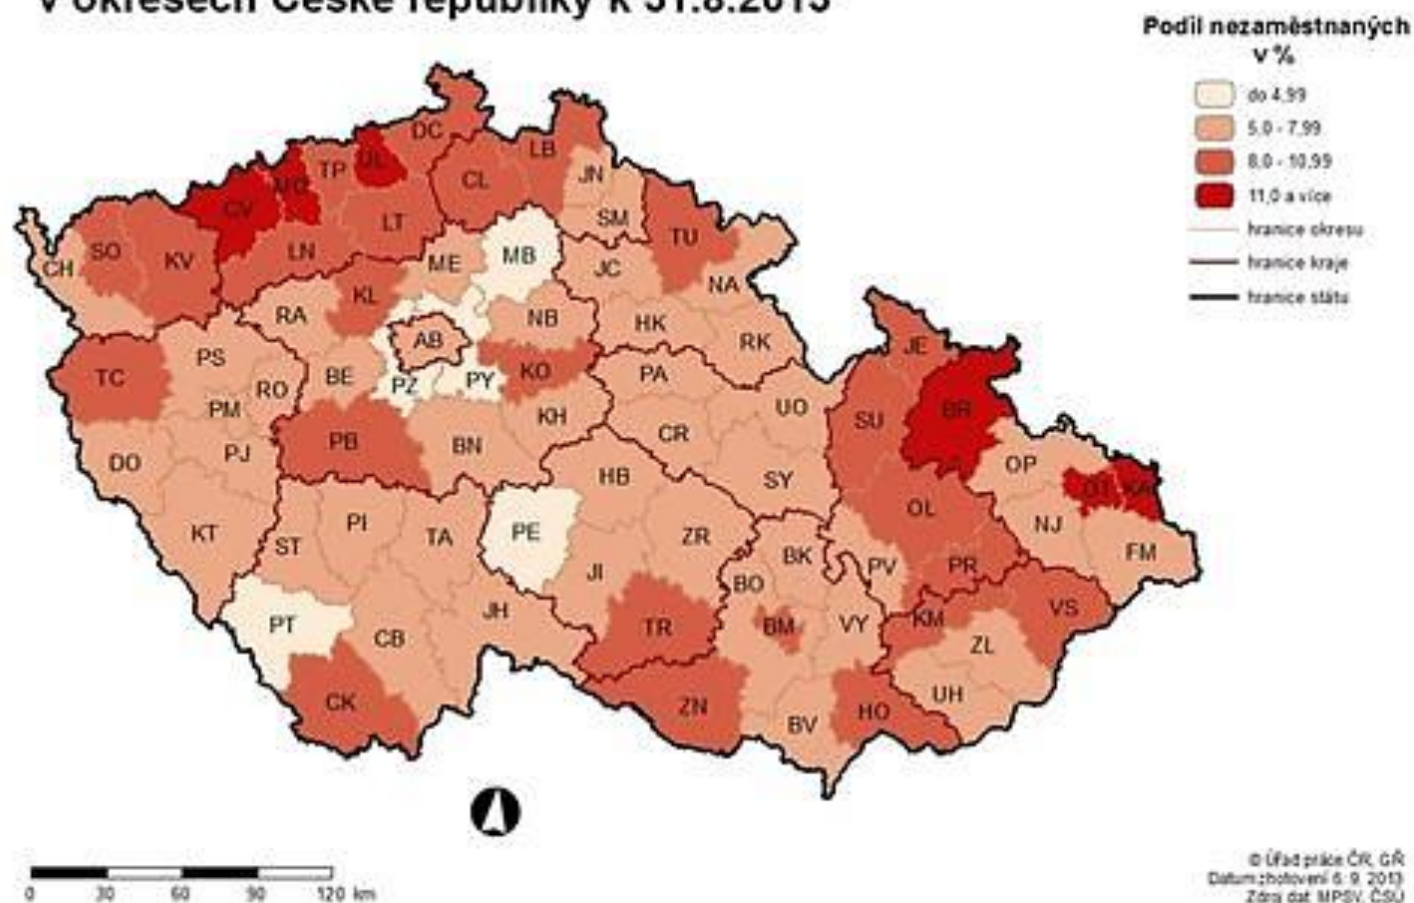 v okresech České republiky k 31.8.2013
Podíl nezaměstnaných
v %
do 4,99
5,0 - 7,99
8,0 - 10,99
11,0 a více
hranice okresu
hranice kraje
hranice státu
DC
LB
UL
TP
MO
CL
JN
CV
LT
SM
SO
KV
LN
ME
MB
JC
TU
CH
KL
NA
RA
NB
HK
AB
RK
JE
PS
BE
PZ
PY
KO
PA
TC
RO
PM
KH
UO
SU
BR
PB
BN
CR
DO
PJ
OP
HB
SY
OT
KA
PI
PE
OL
NJ
KT
ST
TA
ZR
BK
FM
JI
BO
PV
PR
PT
CB
JH
TR
BM
VY
KM
VS
ZL
CK
ZN
BV
HO
UH
0 30 60 90 120 km
© Úřad práce ČR, GŘ
Datum zhotovení 6. 9. 2013
Zdroj dat: MPSV, ČSÚ